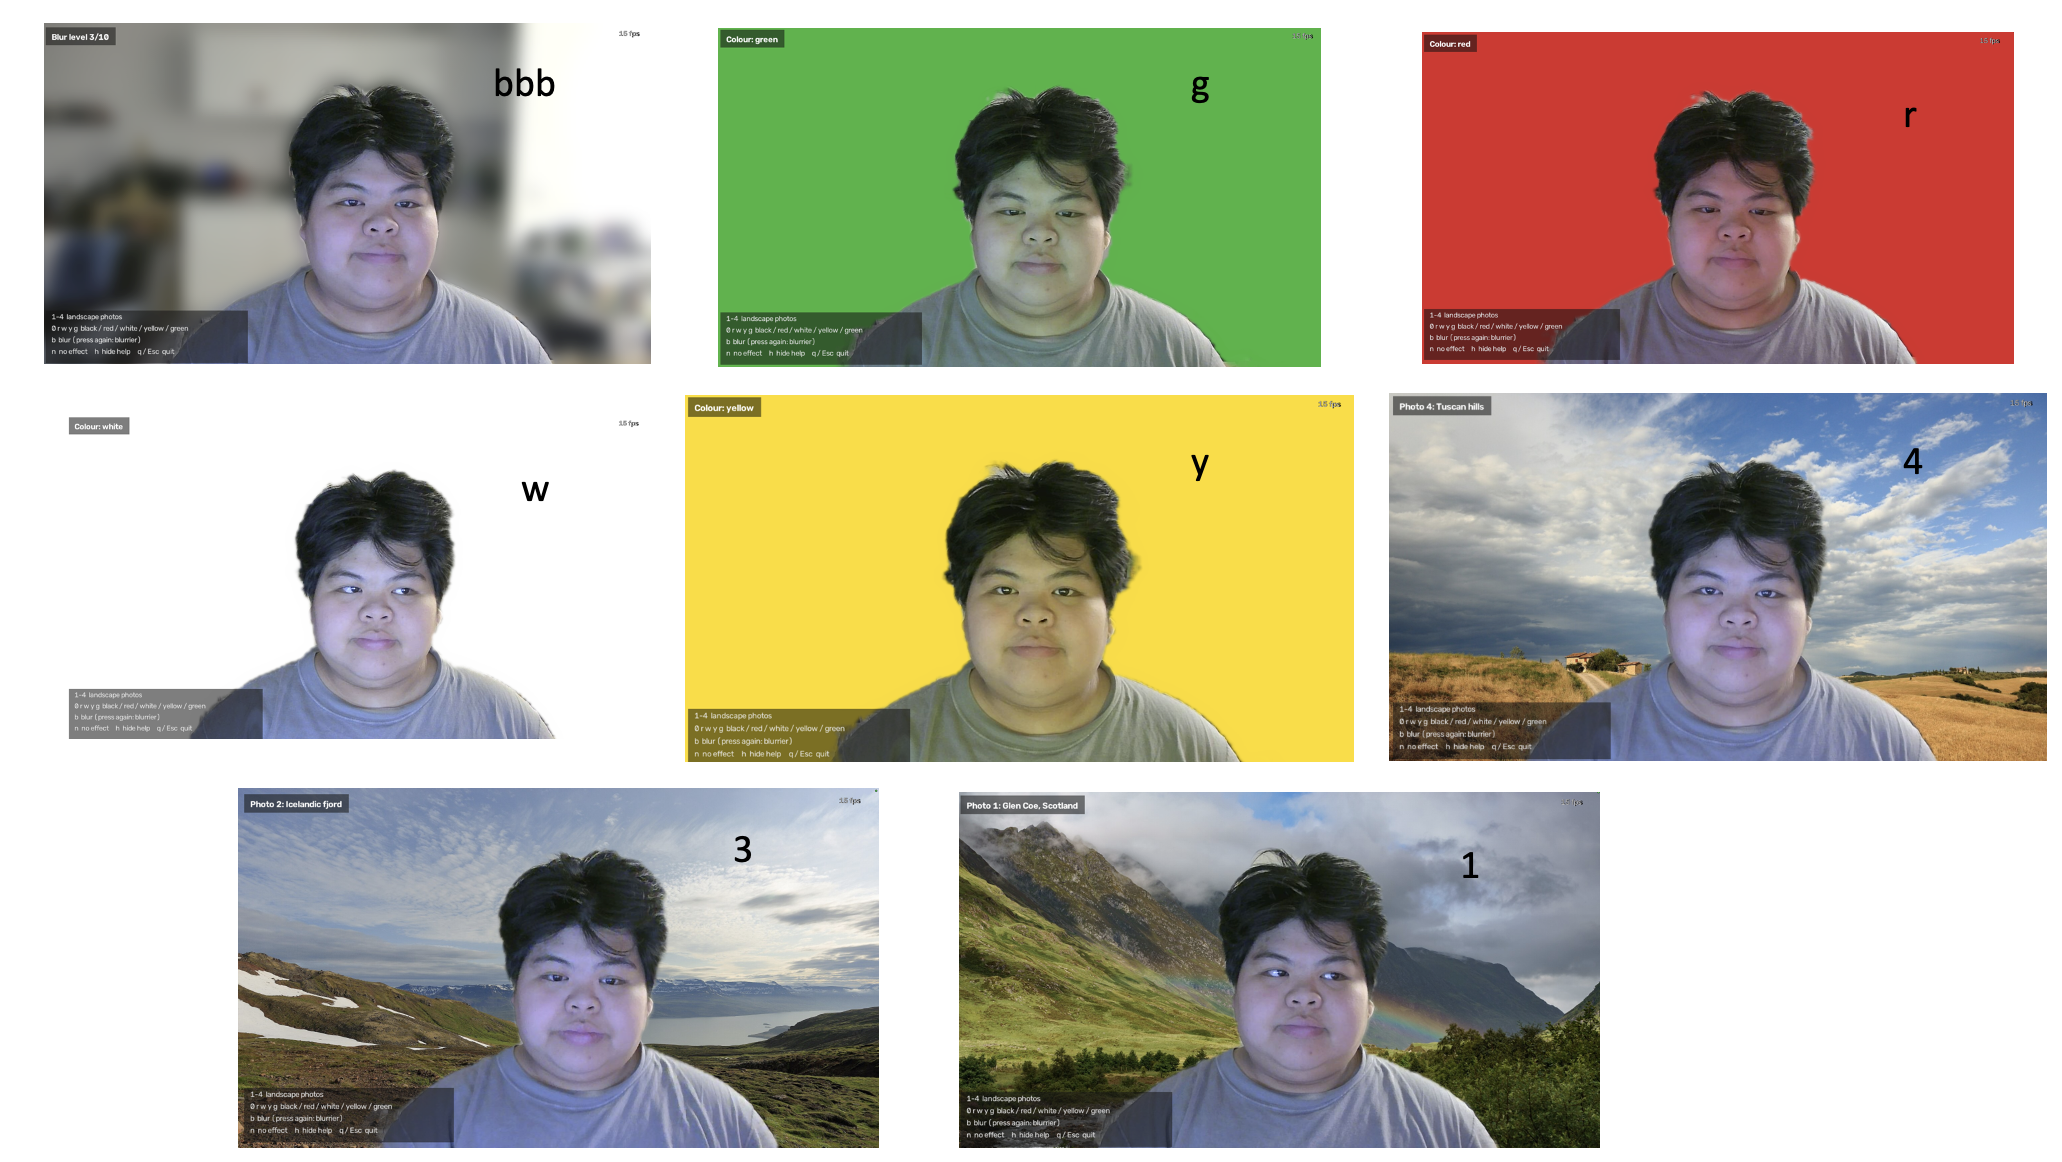 Blur level 3/10
15 fps
bbb
1-4 landscape photos
0 r w y g black / red / white / yellow / green
b blur (press again: blurrier)
n no effect h hide help q / Esc quit
Colour: green
15 fps
g
1-4 landscape photos
0 r w y g black / red / white / yellow / green
b blur (press again: blurrier)
n no effect h hide help q / Esc quit
Colour: red
15 fps
r
1-4 landscape photos
0 r w y g black / red / white / yellow / green
b blur (press again: blurrier)
n no effect h hide help q / Esc quit
Colour: white
15 fps
w
1-4 landscape photos
0 r w y g black / red / white / yellow / green
b blur (press again: blurrier)
n no effect h hide help q / Esc quit
Colour: yellow
15 fps
y
1-4 landscape photos
0 r w y g black / red / white / yellow / green
b blur (press again: blurrier)
n no effect h hide help q / Esc quit
Photo 4: Tuscan hills
15 fps
4
1-4 landscape photos
0 r w y g black / red / white / yellow / green
b blur (press again: blurrier)
n no effect h hide help q / Esc quit
Photo 2: Icelandic fjord
15 fps
3
1-4 landscape photos
0 r w y g black / red / white / yellow / green
b blur (press again: blurrier)
n no effect h hide help q / Esc quit
Photo 1: Glen Coe, Scotland
15 fps
1
1-4 landscape photos
0 r w y g black / red / white / yellow / green
b blur (press again: blurrier)
n no effect h hide help q / Esc quit